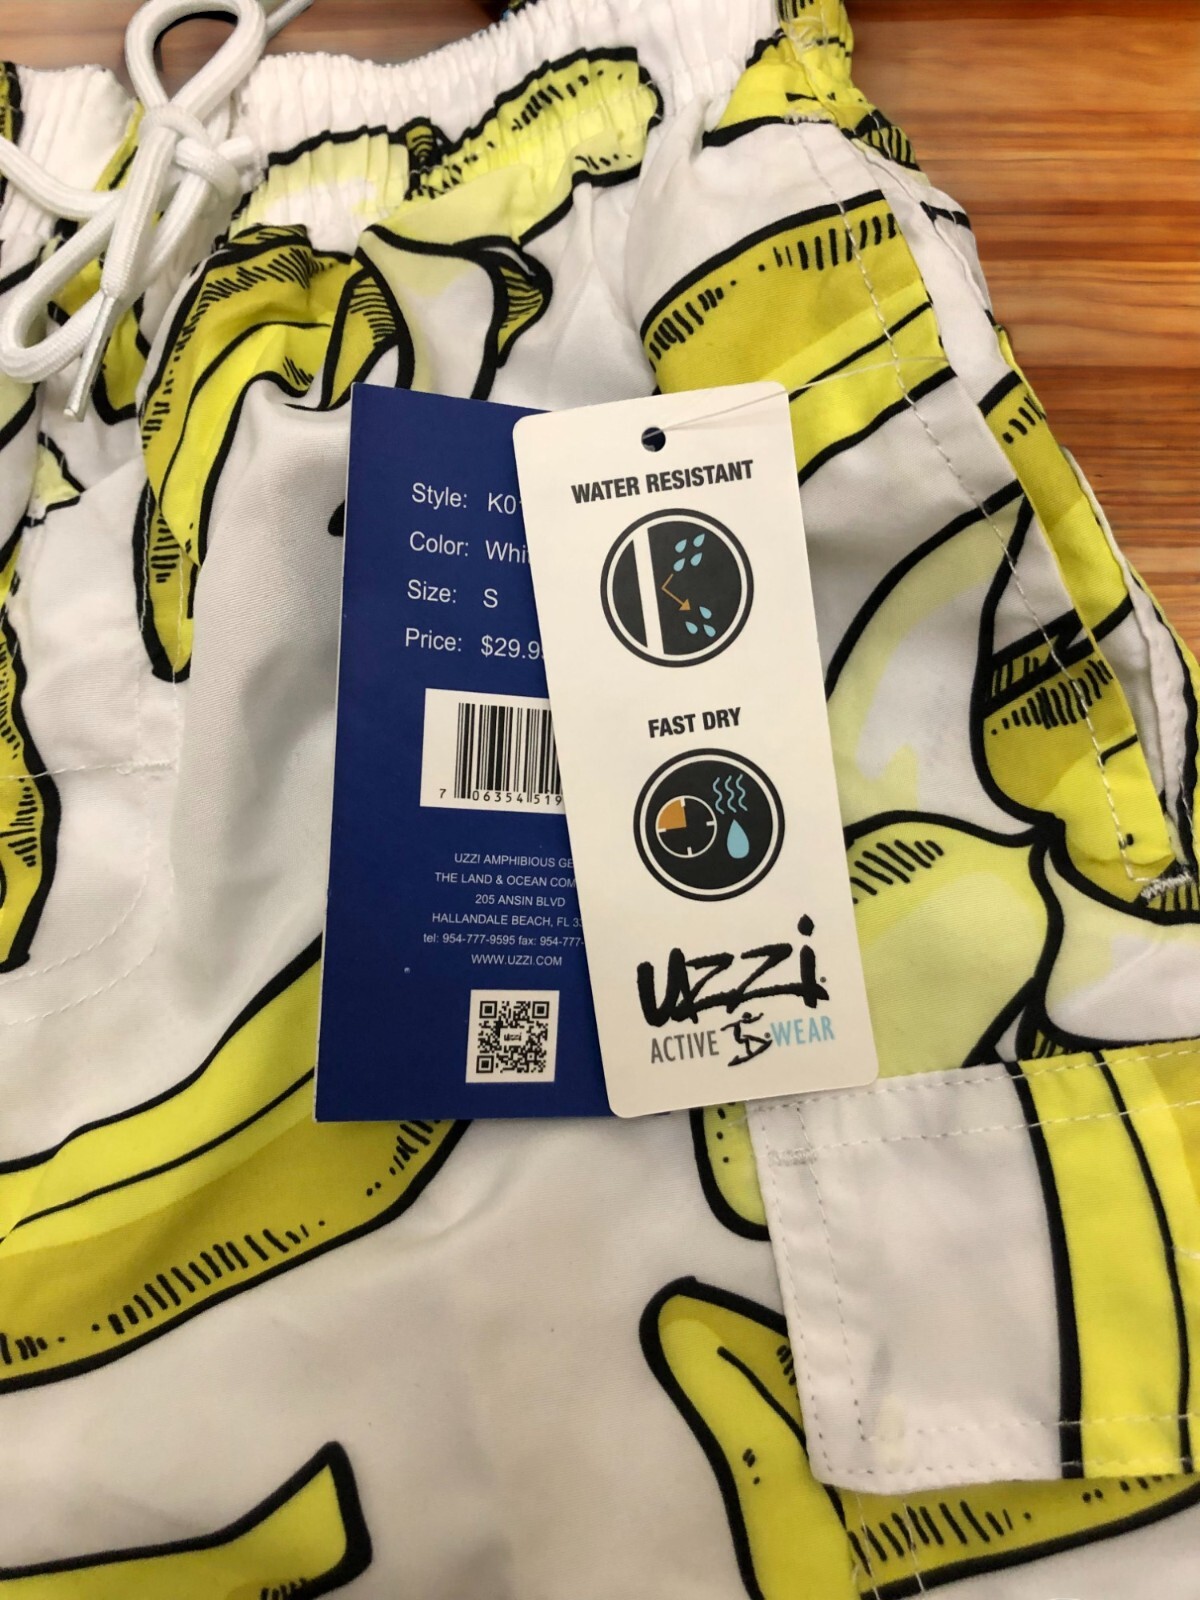 Style: K0
Color: Whi
Size: S
Price: $29.9
7 06354 519
UZZI AMPHIBIOUS GE
THE LAND & OCEAN COM
205 ANSIN BLVD
HALLANDALE BEACH, FL 3
tel: 954-777-9595 fax: 954-777-
WWW.UZZI.COM
uzzi
WATER RESISTANT
FAST DRY
uzzi
ACTIVE WEAR